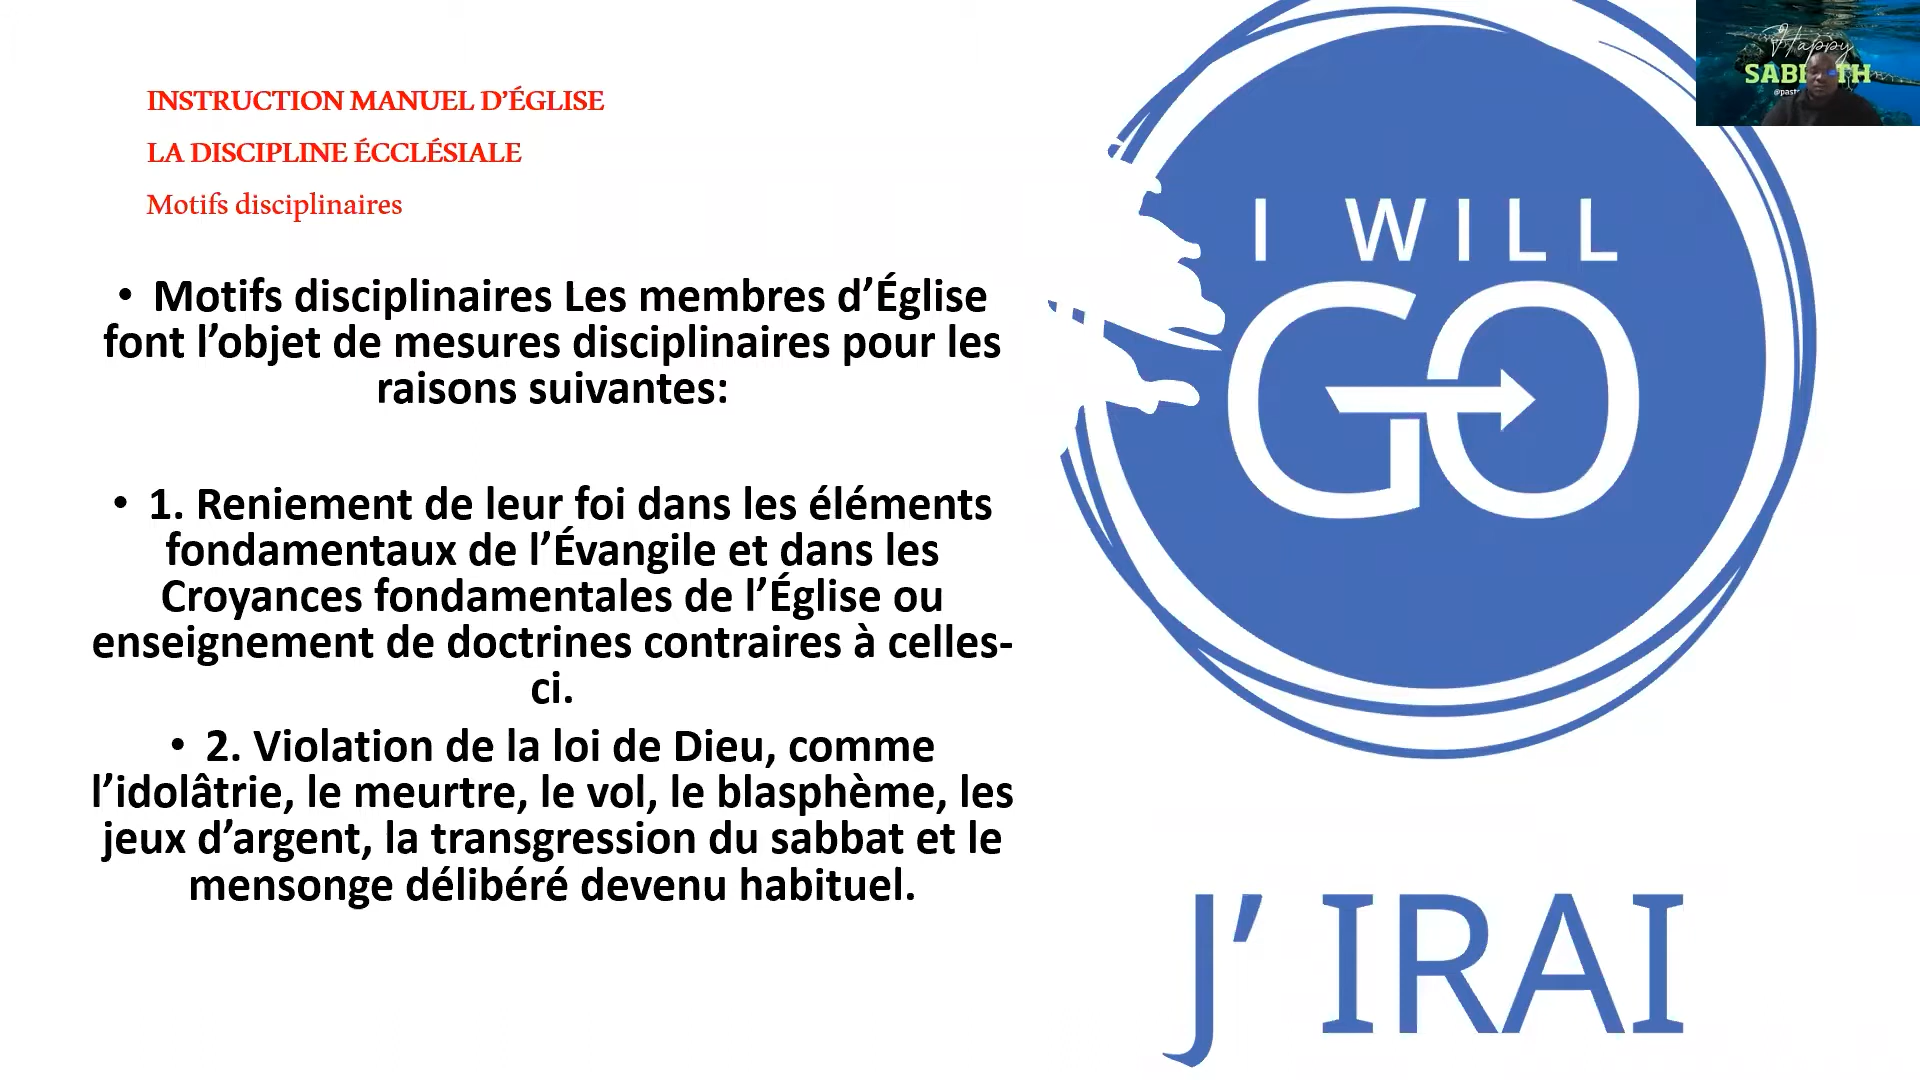 INSTRUCTION MANUEL D’ÉGLISE
LA DISCIPLINE ÉCCLÉSIALE
Motifs disciplinaires
• Motifs disciplinaires Les membres d’Église
font l’objet de mesures disciplinaires pour les
raisons suivantes:
• 1. Reniement de leur foi dans les éléments
fondamentaux de l’Évangile et dans les
Croyances fondamentales de l’Église ou
enseignement de doctrines contraires à celles-
ci.
• 2. Violation de la loi de Dieu, comme
l’idolâtrie, le meurtre, le vol, le blasphème, les
jeux d’argent, la transgression du sabbat et le
mensonge délibéré devenu habituel.
I WILL
GO
J’ IRAI
Happy